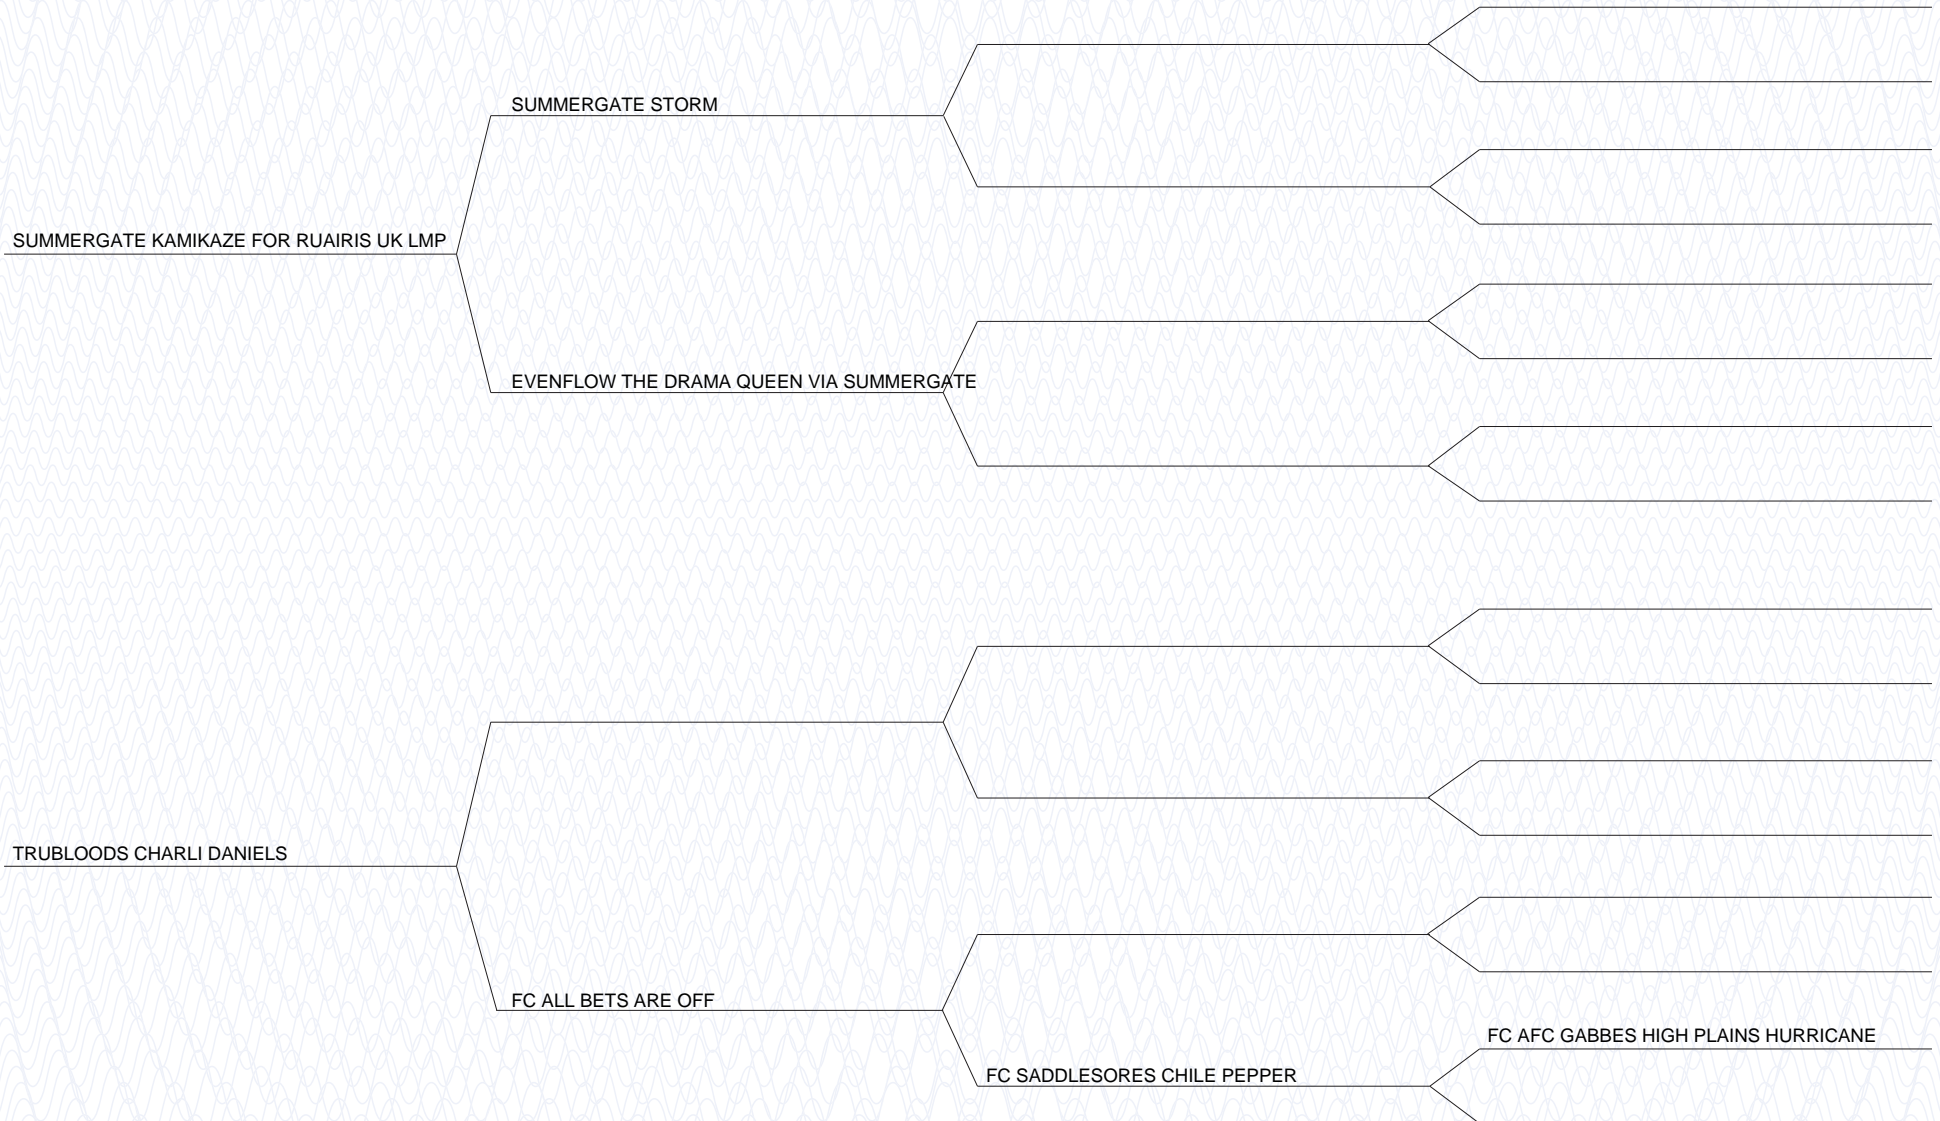 SUMMERGATE STORM
SUMMERGATE KAMIKAZE FOR RUAIRIS UK LMP
EVENFLOW THE DRAMA QUEEN VIA SUMMERGATE
TRUBLOODS CHARLI DANIELS
FC ALL BETS ARE OFF
FC AFC GABBES HIGH PLAINS HURRICANE
FC SADDLESORES CHILE PEPPER